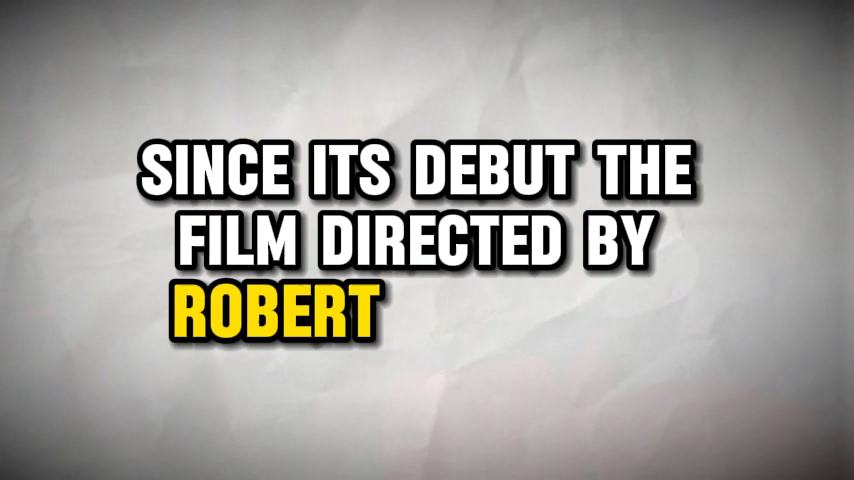 SINCE ITS DEBUT THE
FILM DIRECTED BY
ROBERT